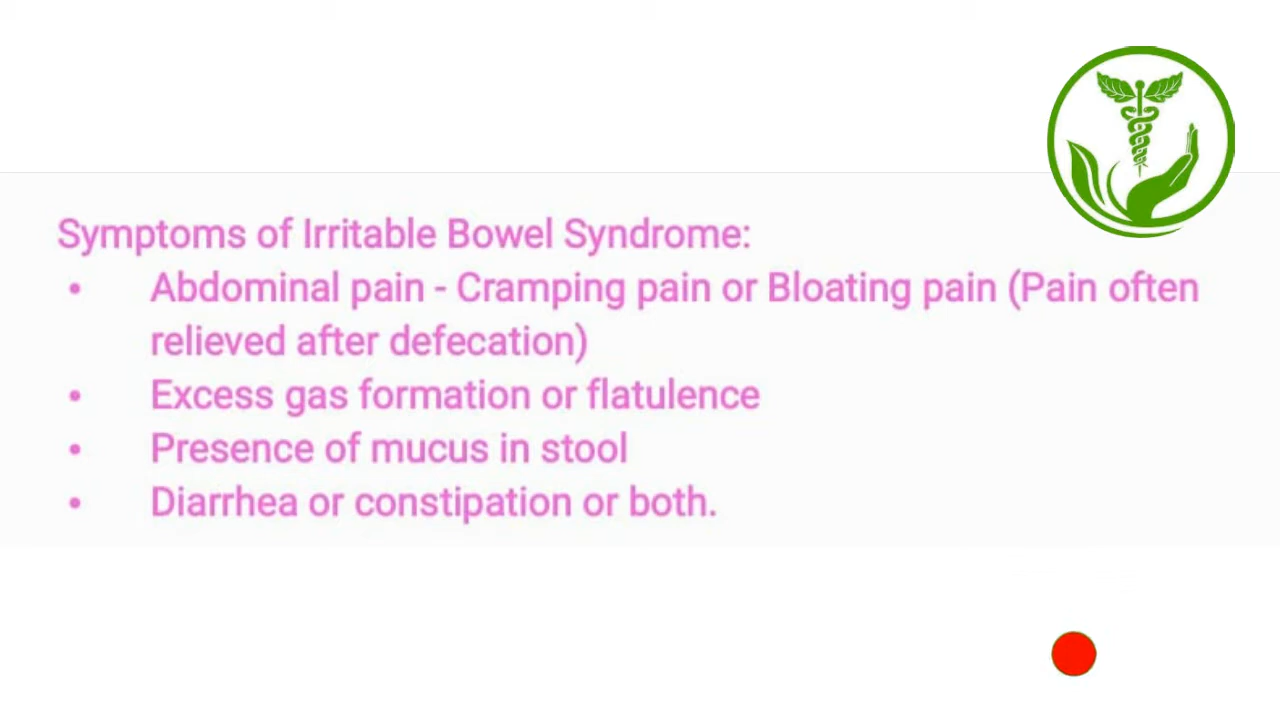 Symptoms of Irritable Bowel Syndrome:
• Abdominal pain - Cramping pain or Bloating pain (Pain often
relieved after defecation)
• Excess gas formation or flatulence
• Presence of mucus in stool
• Diarrhea or constipation or both.